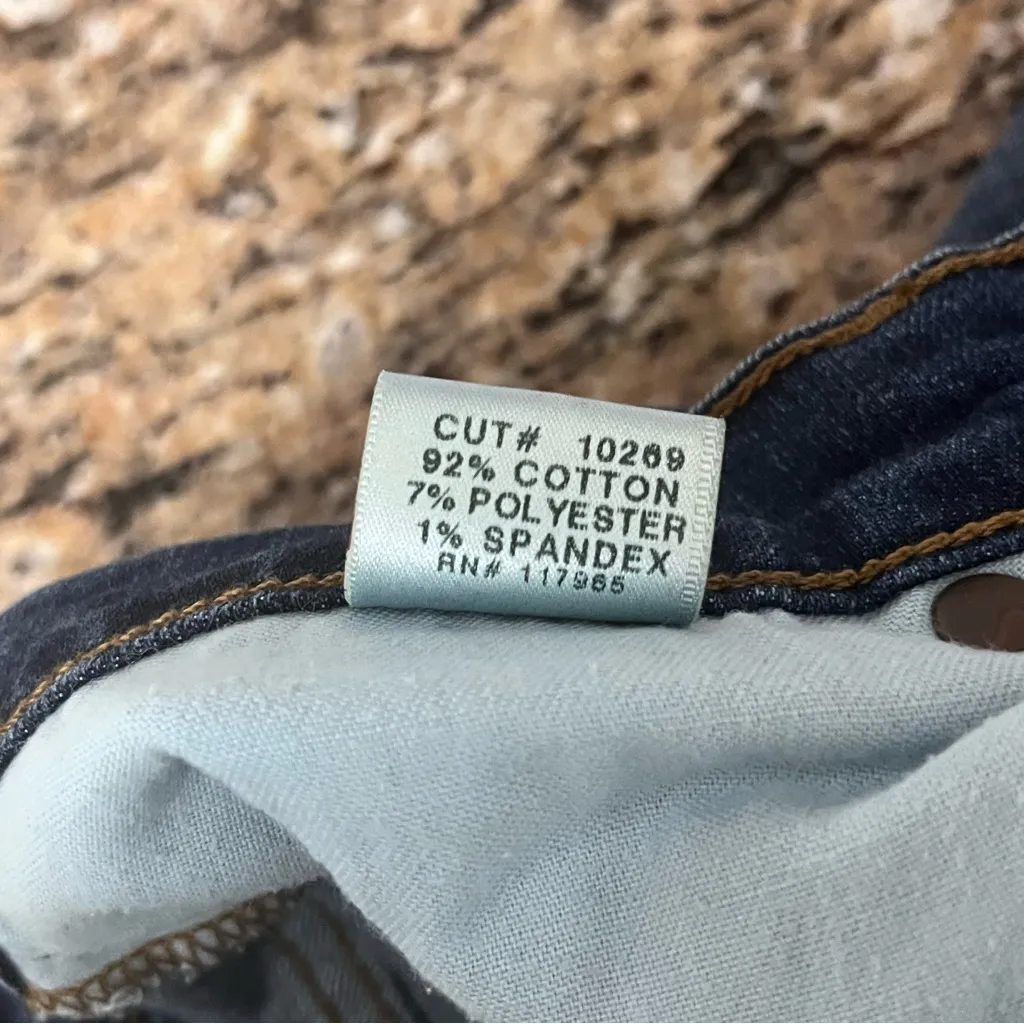 CUT# 10269
92% COTTON
7% POLYESTER
1% SPANDEX
RN# 117965